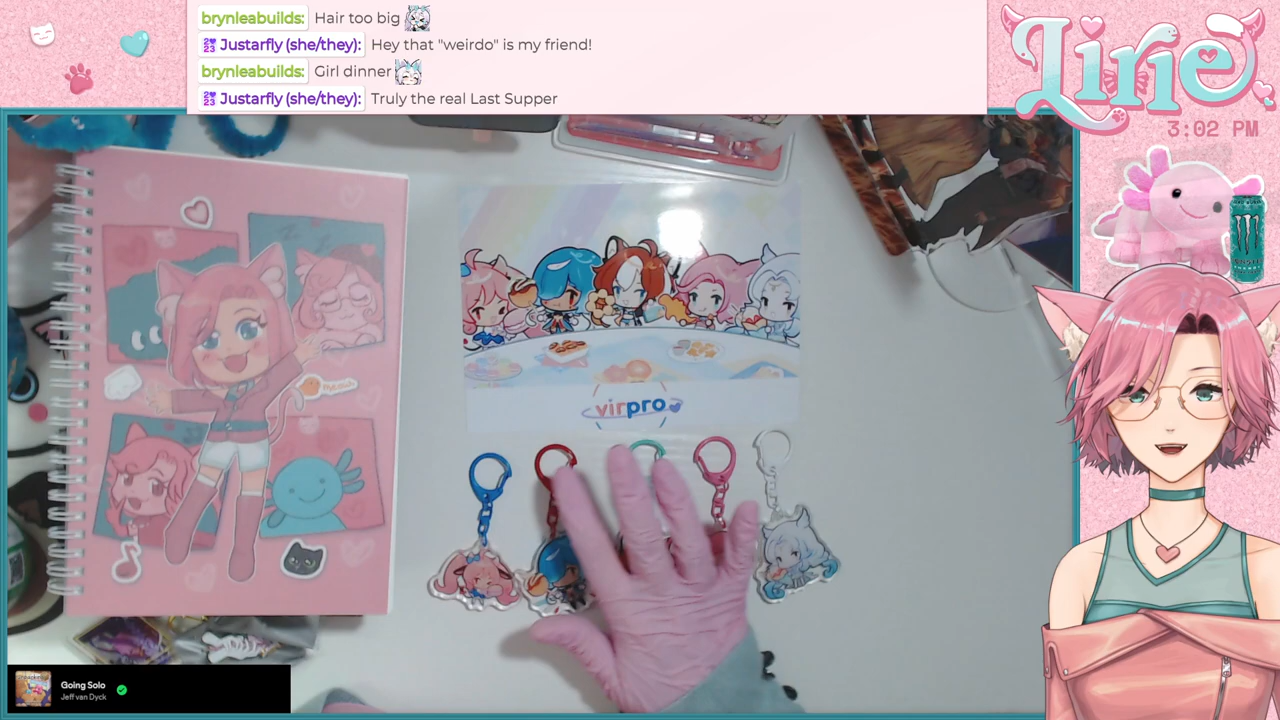 brynleabuilds: Hair too big
Justarfly (she/they): Hey that "weirdo" is my friend!
brynleabuilds: Girl dinner
Justarfly (she/they): Truly the real Last Supper
Lirie
3:02 PM
virpro
Going Solo
Jeff van Dyck